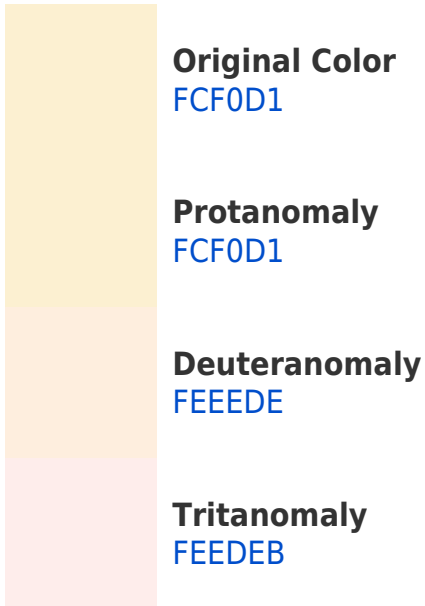 Original Color
FCF0D1
Protanomaly
FCF0D1
Deuteranomaly
FEEEDE
Tritanomaly
FEEDEB